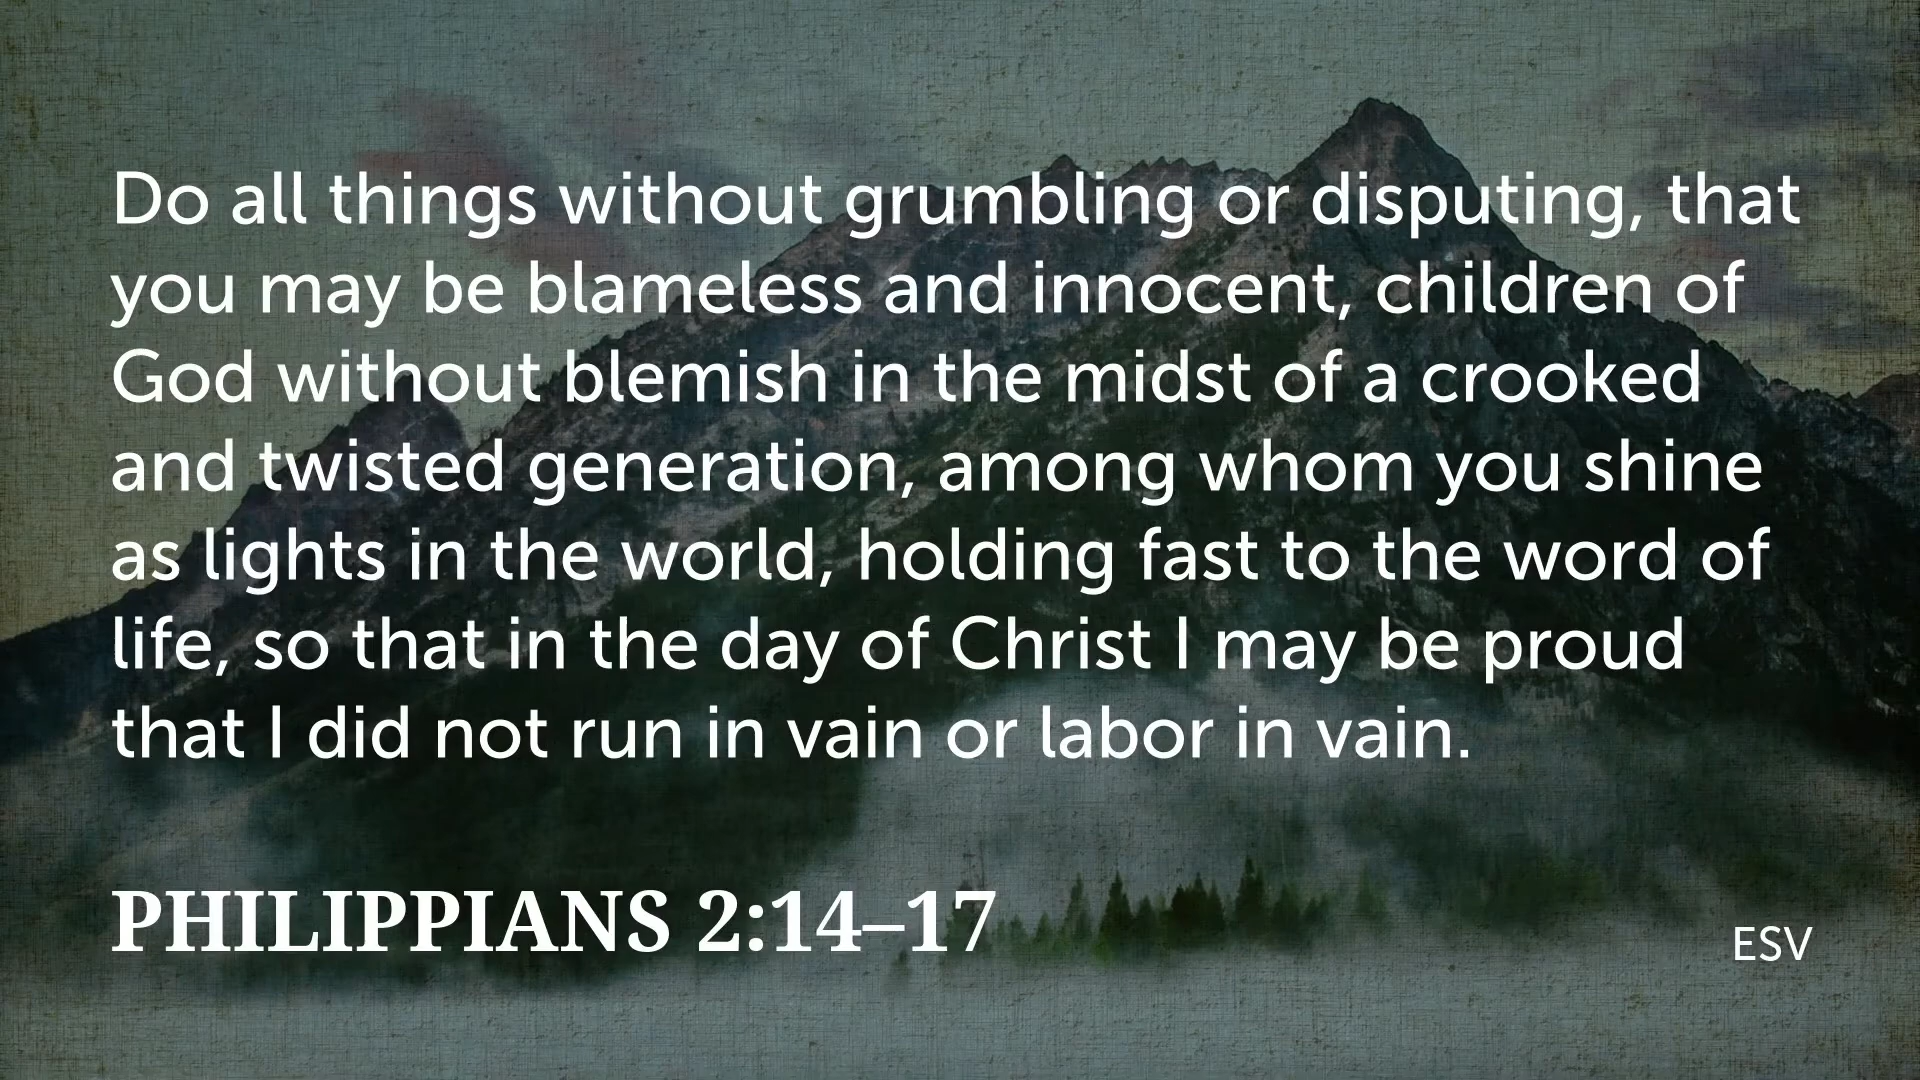 Do all things without grumbling or disputing, that
you may be blameless and innocent, children of
God without blemish in the midst of a crooked
and twisted generation, among whom you shine
as lights in the world, holding fast to the word of
life, so that in the day of Christ I may be proud
that I did not run in vain or labor in vain.
PHILIPPIANS 2:14–17
ESV